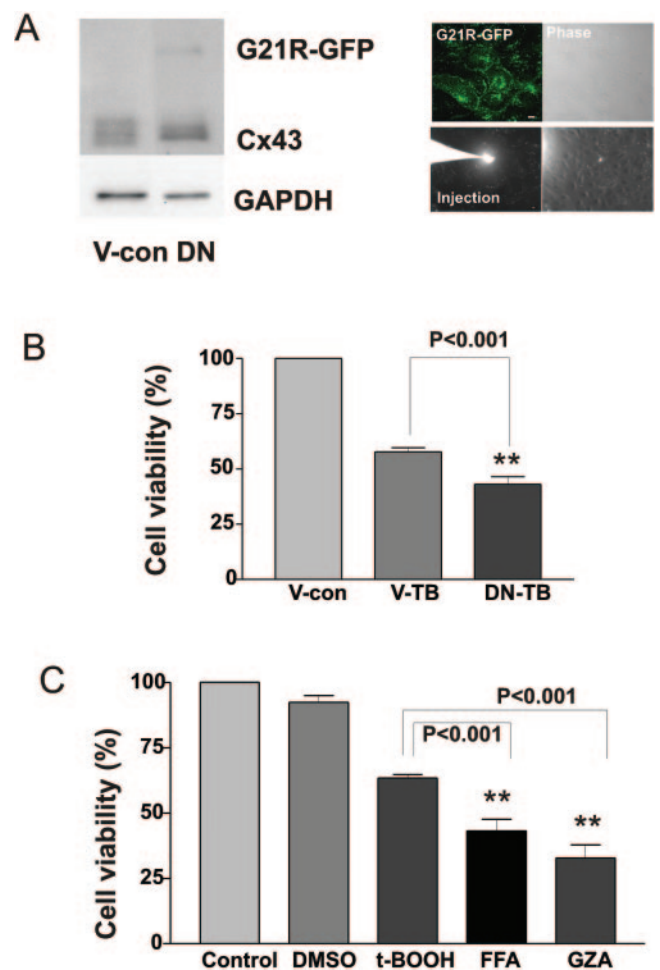 A
G21R-GFP
Cx43
GAPDH
V-con DN
G21R-GFP
Phase
Injection
B
Cell viability (%)
100
75
50
25
0
P<0.001
**
V-con
V-TB
DN-TB
C
Cell viability (%)
100
75
50
25
0
P<0.001
P<0.001
**
**
Control
DMSO
t-BOOH
FFA
GZA